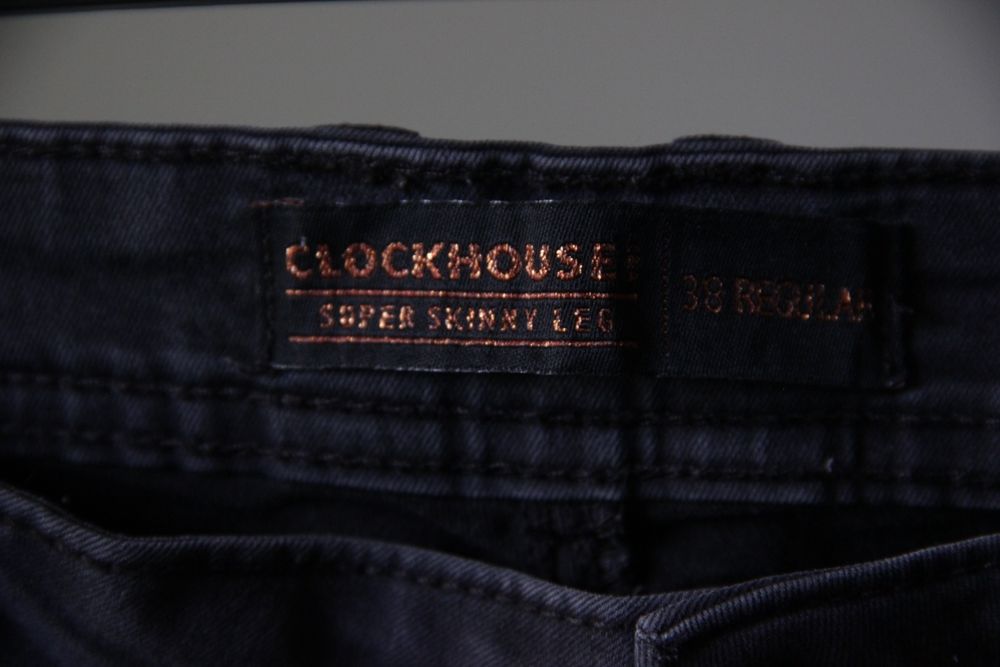 CLOCKHOUSE
SUPER SKINNY LEG
38 REGULAR